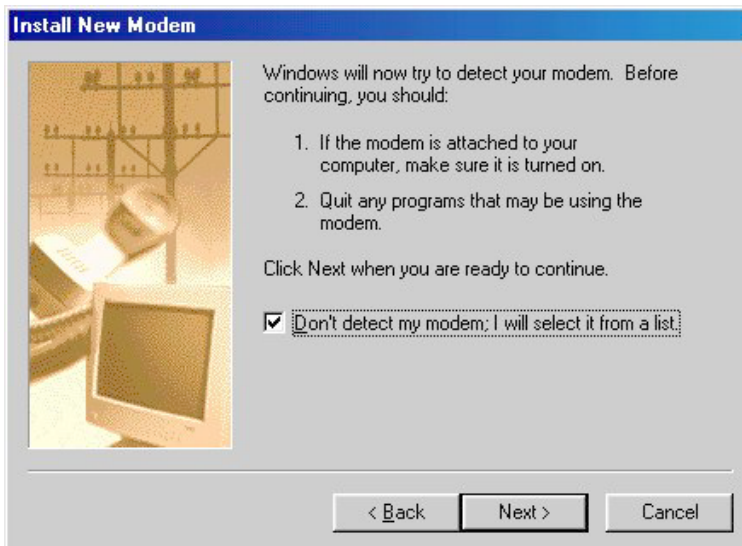 Install New Modem
Windows will now try to detect your modem. Before
continuing, you should:
1. If the modem is attached to your
computer, make sure it is turned on.
2. Quit any programs that may be using the
modem.
Click Next when you are ready to continue.
Don't detect my modem; I will select it from a list.
< Back
Next >
Cancel